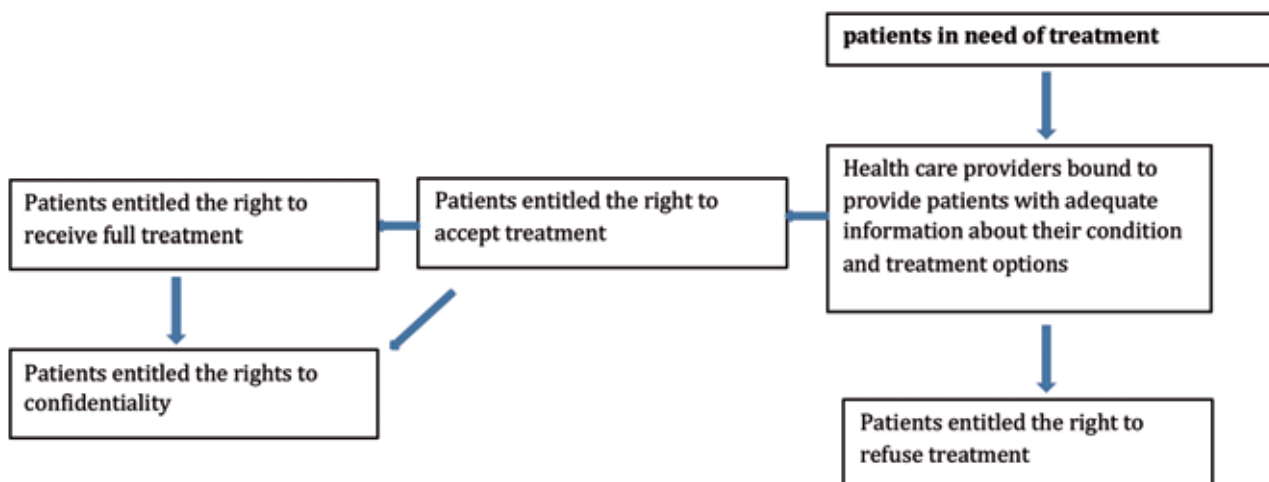 patients in need of treatment
Health care providers bound to
provide patients with adequate
information about their condition
and treatment options
Patients entitled the right to
accept treatment
Patients entitled the right to
receive full treatment
Patients entitled the rights to
confidentiality
Patients entitled the right to
refuse treatment